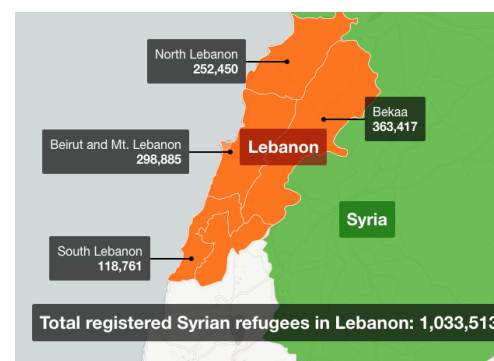 North Lebanon
252,450
Bekaa
363,417
Beirut and Mt. Lebanon
298,885
Lebanon
Syria
South Lebanon
118,761
Total registered Syrian refugees in Lebanon: 1,033,513